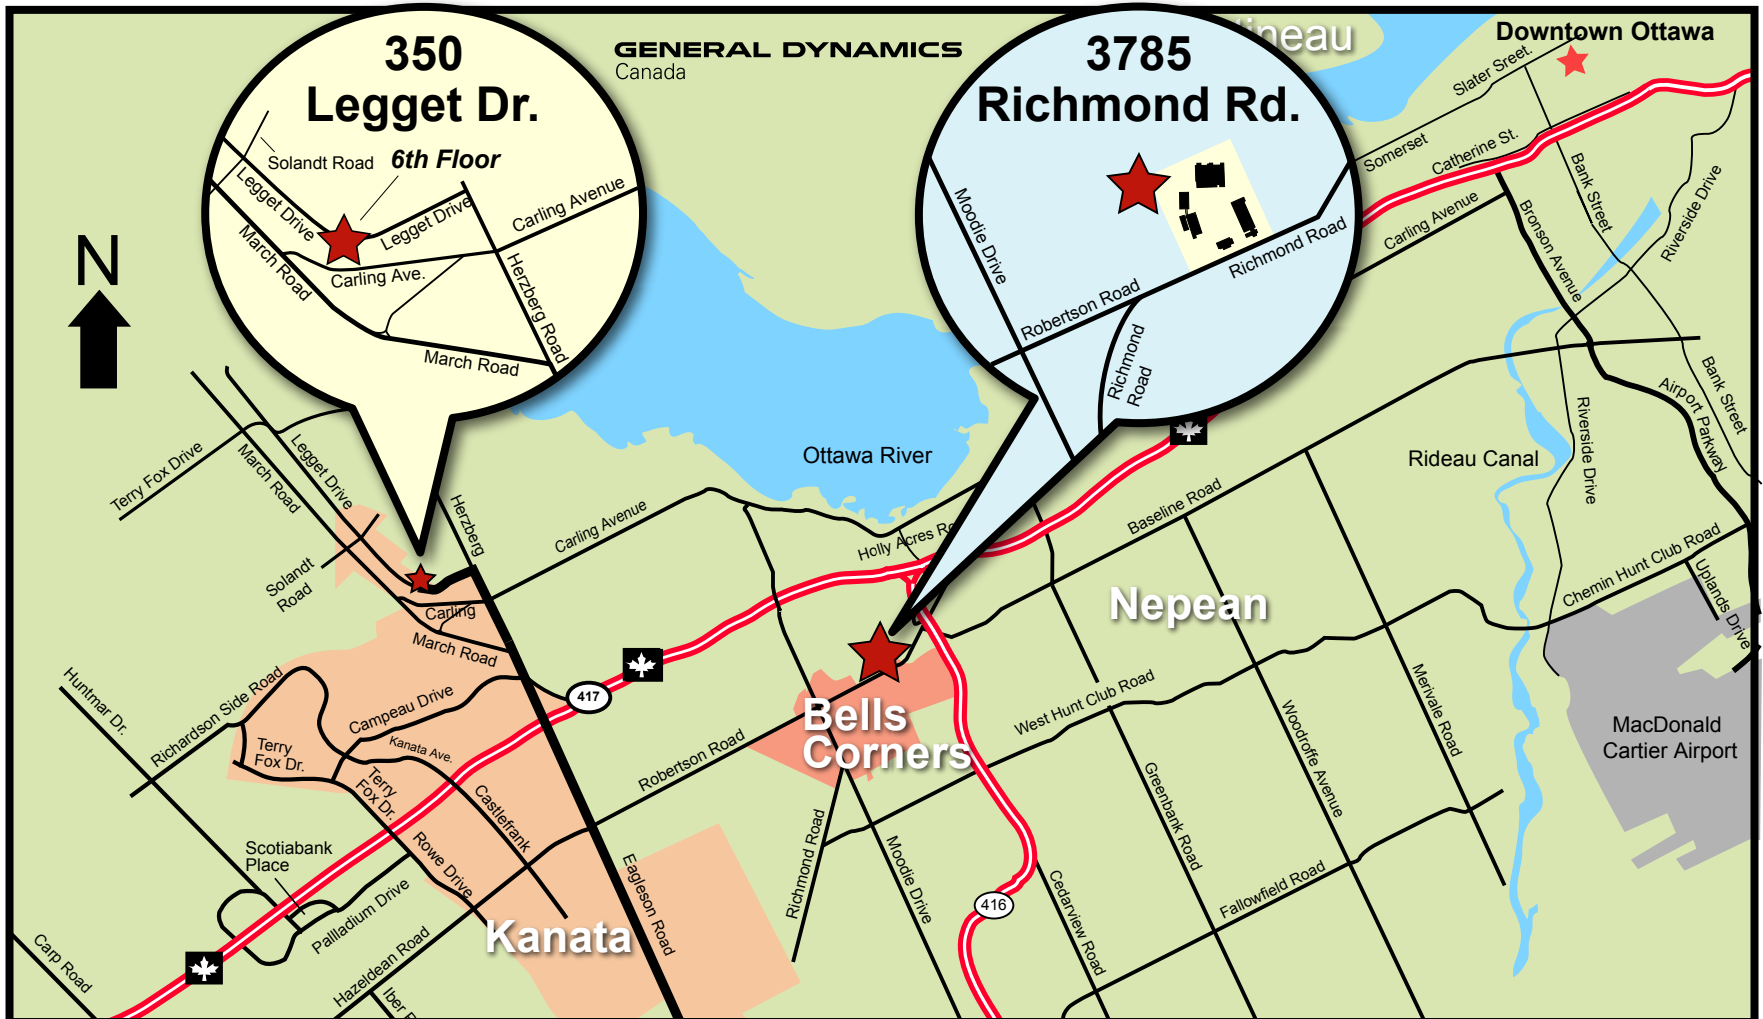 350
Legget Dr.
6th Floor
Solandt Road
Legget Drive
Legget Drive
Carling Avenue
March Road
Carling Ave.
Herzberg Road
March Road
GENERAL DYNAMICS
Canada
3785
Richmond Rd.
Moodie Drive
Robertson Road
Richmond Road
Richmond
Road
Downtown Ottawa
Slater Sreet.
Somerset
Catherine St.
Carling Avenue
Bank Street
Riverside Drive
Bronson Avenue
Airport Parkway
Bank Street
Riverside Drive
Rideau Canal
N
Ottawa River
Terry Fox Drive
March Road
Legget Drive
Herzberg
Solandt
Road
Carling
March Road
Carling Avenue
Holly Acres
Baseline Road
Nepean
Chemin Hunt Club Road
Uplands Drive
MacDonald
Cartier Airport
Huntmar Dr.
Richardson Side Road
Campeau Drive
Kanata Ave.
Terry
Fox Dr.
Terry
Fox Dr.
Castlefrank
Rowe Drive
417
Scotiabank
Place
Pallladium Drive
Hazeldean Road
Iber
Carp Road
Kanata
Eagleson Road
Robertson Road
Bells
Corners
Richmond Road
Moodie Drive
416
Cedarview Road
West Hunt Club Road
Greenbank Road
Woodroffe Avenue
Merivale Road
Fallowfield Road